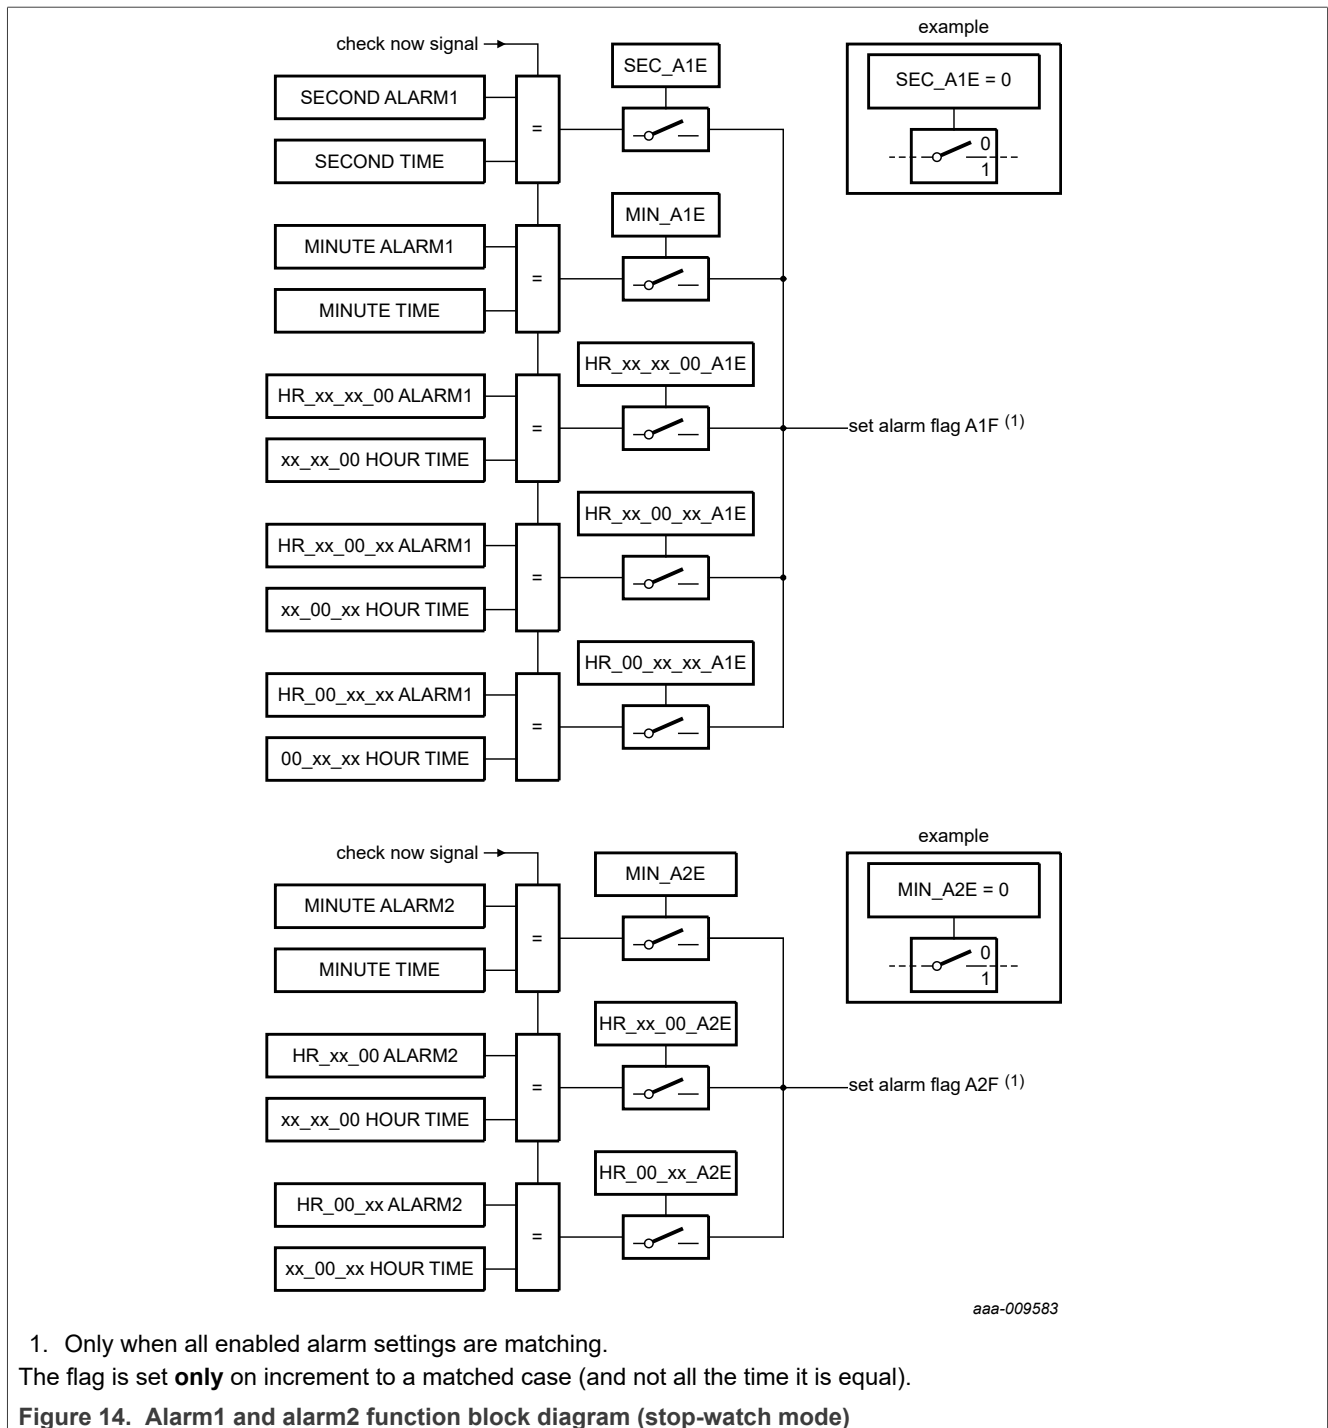 example
check now signal
SEC_A1E
SEC_A1E = 0
SECOND ALARM1
=
0
1
SECOND TIME
MIN_A1E
MINUTE ALARM1
=
MINUTE TIME
HR_xx_xx_00_A1E
HR_xx_xx_00 ALARM1
=
set alarm flag A1F (1)
xx_xx_00 HOUR TIME
HR_xx_00_xx_A1E
HR_xx_00_xx ALARM1
=
xx_00_xx HOUR TIME
HR_00_xx_xx_A1E
HR_00_xx_xx ALARM1
=
00_xx_xx HOUR TIME
example
check now signal
MIN_A2E
MIN_A2E = 0
MINUTE ALARM2
=
0
1
MINUTE TIME
HR_xx_00_A2E
HR_xx_00 ALARM2
=
set alarm flag A2F (1)
xx_xx_00 HOUR TIME
HR_00_xx_A2E
HR_00_xx ALARM2
=
xx_00_xx HOUR TIME
aaa-009583
1. Only when all enabled alarm settings are matching.
The flag is set only on increment to a matched case (and not all the time it is equal).
Figure 14. Alarm1 and alarm2 function block diagram (stop-watch mode)